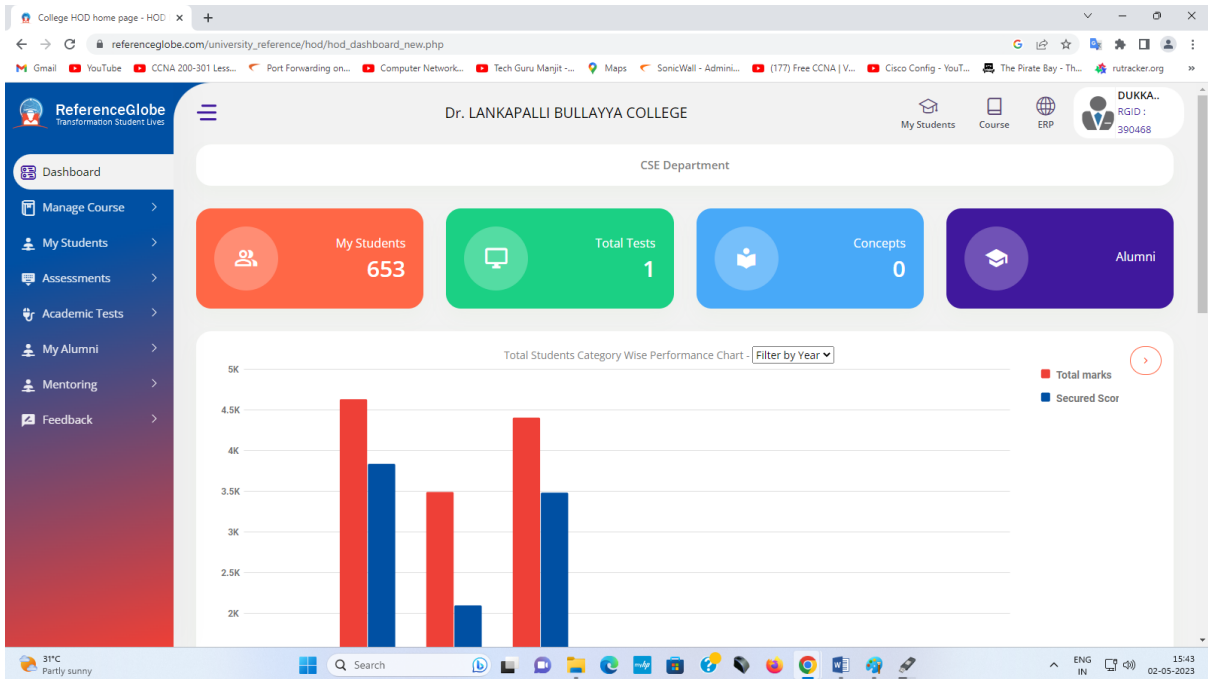 College HOD home page - HOD
referenceglobe.com/university_reference/hod/hod_dashboard_new.php
Gmail YouTube CCNA 200-301 Less... Port Forwarding on... Computer Network... Tech Guru Manjit -... Maps SonicWall - Admini... (177) Free CCNA | V... Cisco Config - YouT... The Pirate Bay - Th... rutracker.org »
ReferenceGlobe
Transformation Student Lives
Dr. LANKAPALLI BULLAYYA COLLEGE
My Students Course ERP
DUKKA..
RGID :
390468
CSE Department
Dashboard
Manage Course
My Students
Assessments
Academic Tests
My Alumni
Mentoring
Feedback
My Students
653
Total Tests
1
Concepts
0
Alumni
Total Students Category Wise Performance Chart - Filter by Year
Total marks
Secured Scor
5K
4.5K
4K
3.5K
3K
2.5K
2K
31°C
Partly sunny
Search
ENG
IN
15:43
02-05-2023